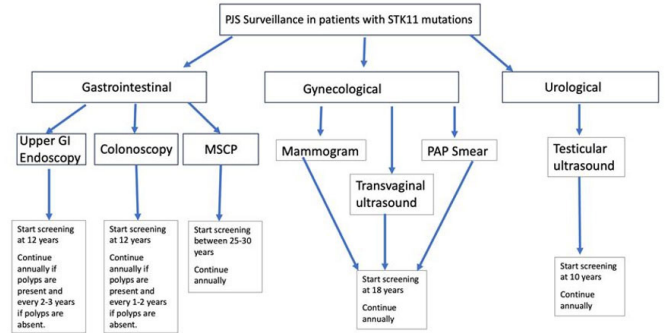 PJS Surveillance in patients with STK11 mutations
Gastrointestinal
Gynecological
Urological
Upper GI
Endoscopy
Colonoscopy
MSCP
Mammogram
PAP Smear
Testicular
ultrasound
Transvaginal
ultrasound
Start screening
at 12 years
Continue
annually if
polyps are
present and
every 2-3 years
if polyps are
absent.
Start screening
at 12 years
Continue
annually if
polyps are
present and
every 1-2 years
if polyps are
absent.
Start screening
between 25-30
years
Continue
annually
Start screening
at 18 years
Continue
annually
Start screening
at 10 years
Continue
annually